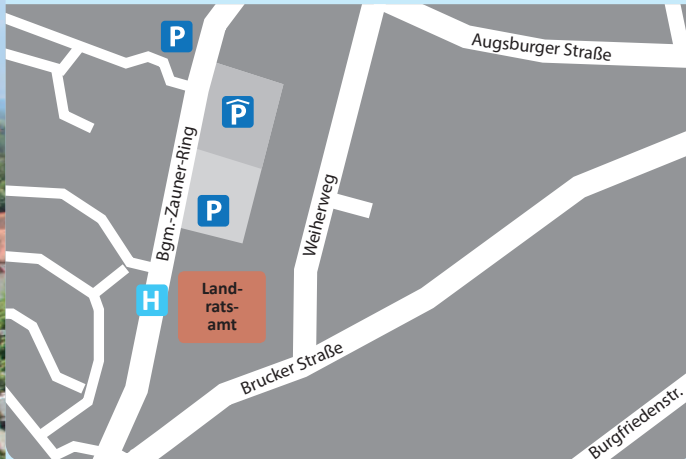 P
Augsburger Straße
P
Bgm.-Zauner-Ring
P
Weiherweg
H
Land-
rats-
amt
Brucker Straße
Burgfriedenstr.